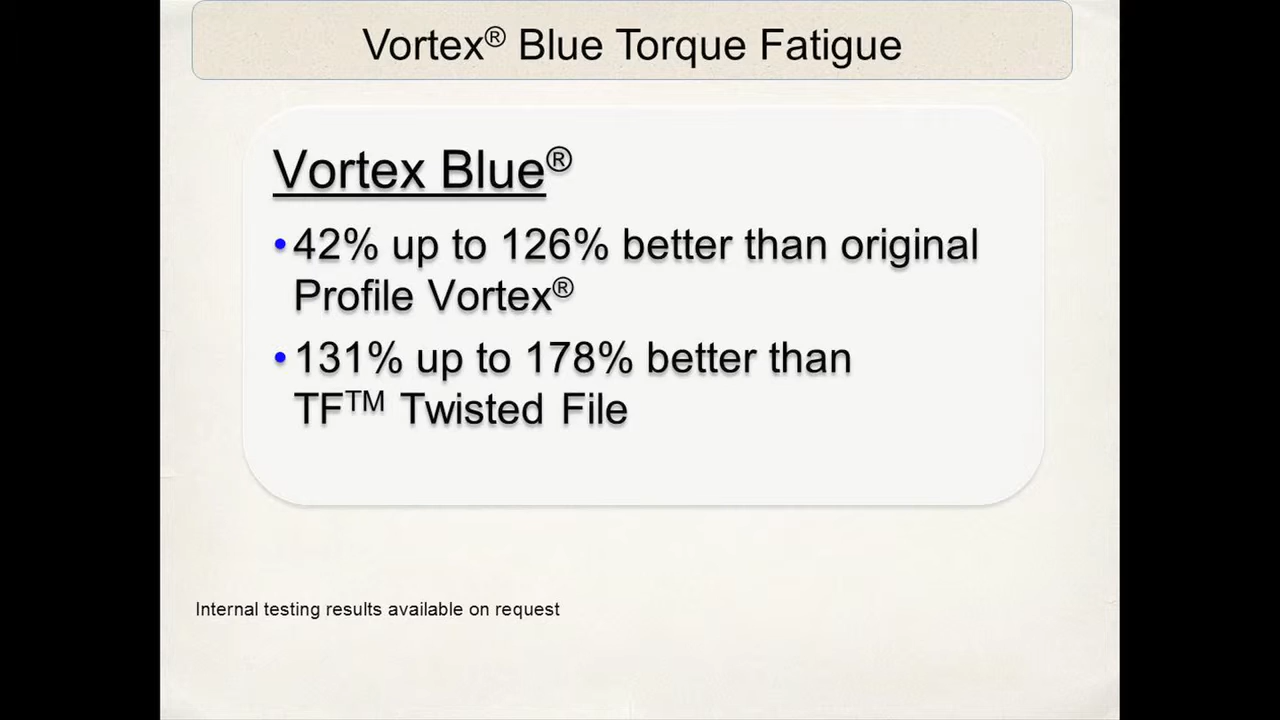 Vortex® Blue Torque Fatigue
Vortex Blue®
•42% up to 126% better than original
Profile Vortex®
•131% up to 178% better than
TF™ Twisted File
Internal testing results available on request